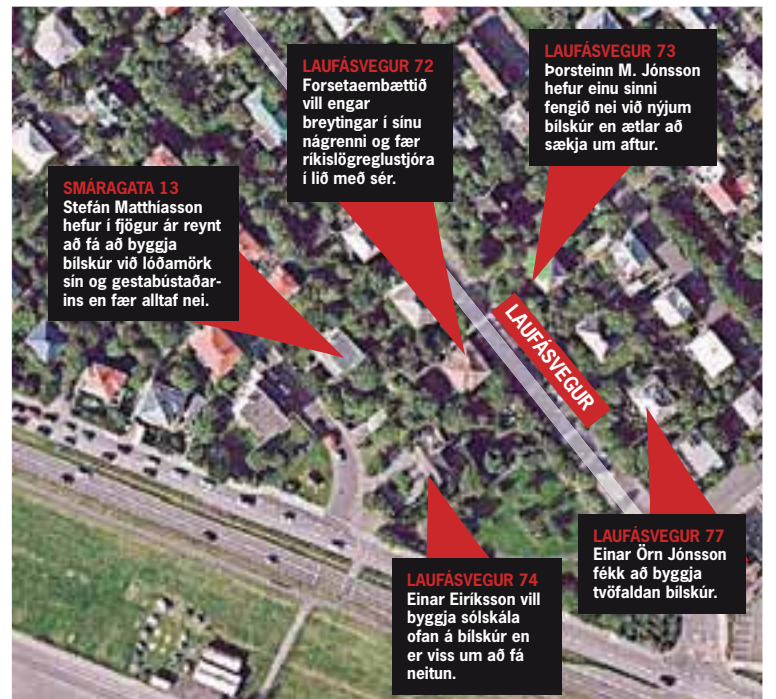 LAUFÁSVEGUR 72
Forsetaembættið
vill engar
breytingar í sínu
nágrenni og fær
ríkislögreglustjóra
í lið með sér.
LAUFÁSVEGUR 73
Þorsteinn M. Jónsson
hefur einu sinni
fengið nei við nýjum
bílskúr en ætlar að
sækja um aftur.
SMÁRAGATA 13
Stefán Matthíasson
hefur í fjögur ár reynt
að fá að byggja
bílskúr við lóðamörk
sín og gestabústaðar-
ins en fær alltaf nei.
LAUFÁSVEGUR
LAUFÁSVEGUR 77
Einar Örn Jónsson
fékk að byggja
tvöfaldan bílskúr.
LAUFÁSVEGUR 74
Einar Eiríksson vill
byggja sólskála
ofan á bílskúr en
er viss um að fá
neitun.